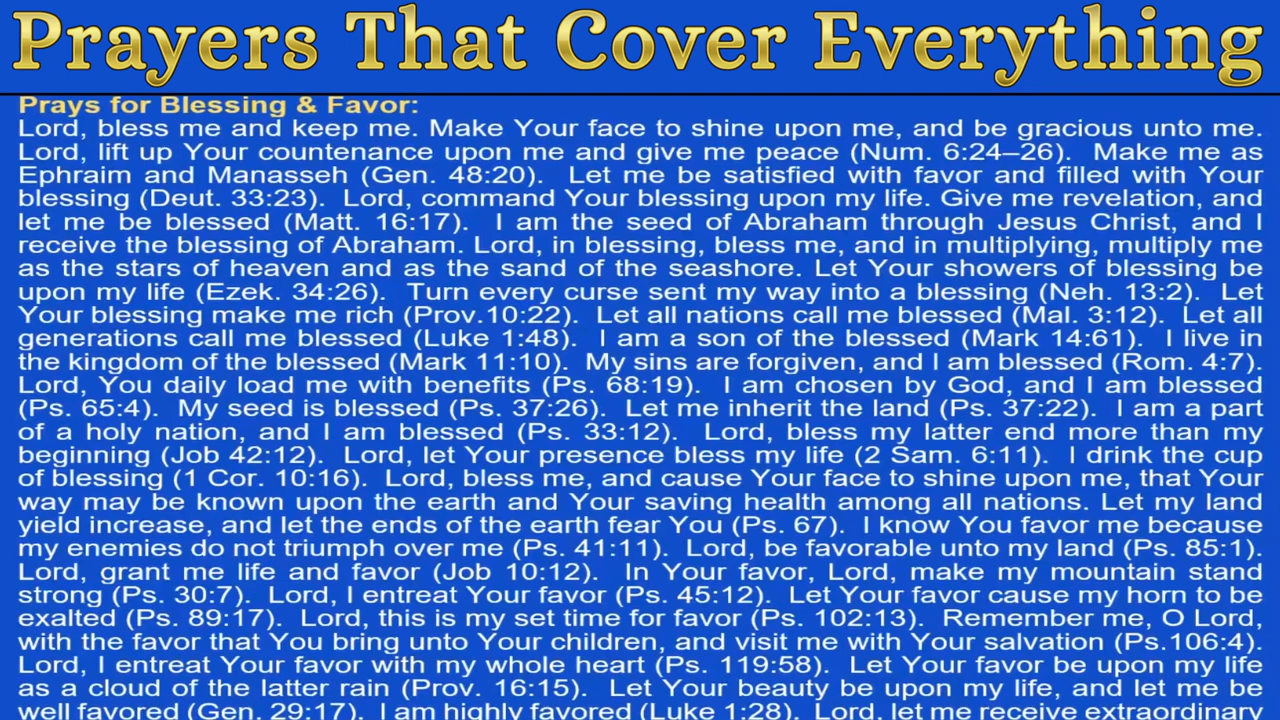 Prayers That Cover Everything
Prays for Blessing & Favor:
Lord, bless me and keep me. Make Your face to shine upon me, and be gracious unto me.
Lord, lift up Your countenance upon me and give me peace (Num. 6:24–26). Make me as
Ephraim and Manasseh (Gen. 48:20). Let me be satisfied with favor and filled with Your
blessing (Deut. 33:23). Lord, command Your blessing upon my life. Give me revelation, and
let me be blessed (Matt. 16:17). I am the seed of Abraham through Jesus Christ, and I
receive the blessing of Abraham. Lord, in blessing, bless me, and in multiplying, multiply me
as the stars of heaven and as the sand of the seashore. Let Your showers of blessing be
upon my life (Ezek. 34:26). Turn every curse sent my way into a blessing (Neh. 13:2). Let
Your blessing make me rich (Prov.10:22). Let all nations call me blessed (Mal. 3:12). Let all
generations call me blessed (Luke 1:48). I am a son of the blessed (Mark 14:61). I live in
the kingdom of the blessed (Mark 11:10). My sins are forgiven, and I am blessed (Rom. 4:7).
Lord, You daily load me with benefits (Ps. 68:19). I am chosen by God, and I am blessed
(Ps. 65:4). My seed is blessed (Ps. 37:26). Let me inherit the land (Ps. 37:22). I am a part
of a holy nation, and I am blessed (Ps. 33:12). Lord, bless my latter end more than my
beginning (Job 42:12). Lord, let Your presence bless my life (2 Sam. 6:11). I drink the cup
of blessing (1 Cor. 10:16). Lord, bless me, and cause Your face to shine upon me, that Your
way may be known upon the earth and Your saving health among all nations. Let my land
yield increase, and let the ends of the earth fear You (Ps. 67). I know You favor me because
my enemies do not triumph over me (Ps. 41:11). Lord, be favorable unto my land (Ps. 85:1).
Lord, grant me life and favor (Job 10:12). In Your favor, Lord, make my mountain stand
strong (Ps. 30:7). Lord, I entreat Your favor (Ps. 45:12). Let Your favor cause my horn to be
exalted (Ps. 89:17). Lord, this is my set time for favor (Ps. 102:13). Remember me, O Lord,
with the favor that You bring unto Your children, and visit me with Your salvation (Ps.106:4).
Lord, I entreat Your favor with my whole heart (Ps. 119:58). Let Your favor be upon my life
as a cloud of the latter rain (Prov. 16:15). Let Your beauty be upon my life, and let me be
well favored (Gen. 29:17). I am highly favored (Luke 1:28). Lord, let me receive extraordinary